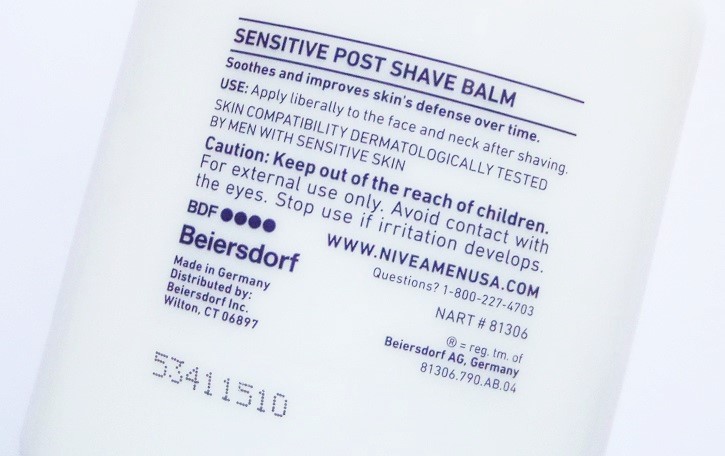 SENSITIVE POST SHAVE BALM
Soothes and improves skin's defense over time.
USE: Apply liberally to the face and neck after shaving.
SKIN COMPATIBILITY DERMATOLOGICALLY TESTED
BY MEN WITH SENSITIVE SKIN
Caution: Keep out of the reach of children.
For external use only. Avoid contact with
the eyes. Stop use if irritation develops.
BDF●●●●
Beiersdorf
Made in Germany
Distributed by:
Beiersdorf Inc.
Wilton, CT 06897
WWW.NIVEAMENUSA.COM
Questions? 1-800-227-4703
NART # 81306
® = reg. tm. of
Beiersdorf AG, Germany
81306.790.AB.04
53411510